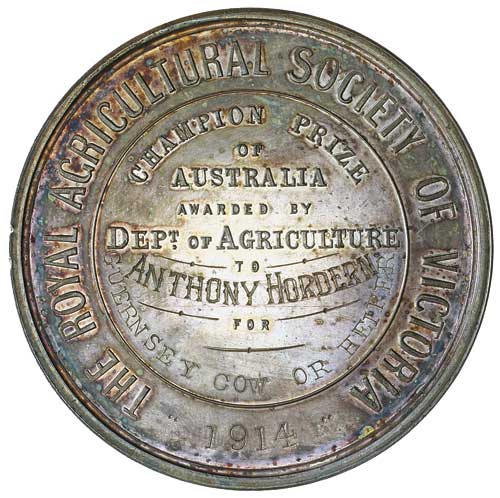 THE ROYAL AGRICULTURAL SOCIETY OF VICTORIA
CHAMPION PRIZE
OF
AUSTRALIA
AWARDED BY
DEPT. OF AGRICULTURE
TO
ANTHONY HORDERN
FOR
GUERNSEY COW OR HEIFER
1914